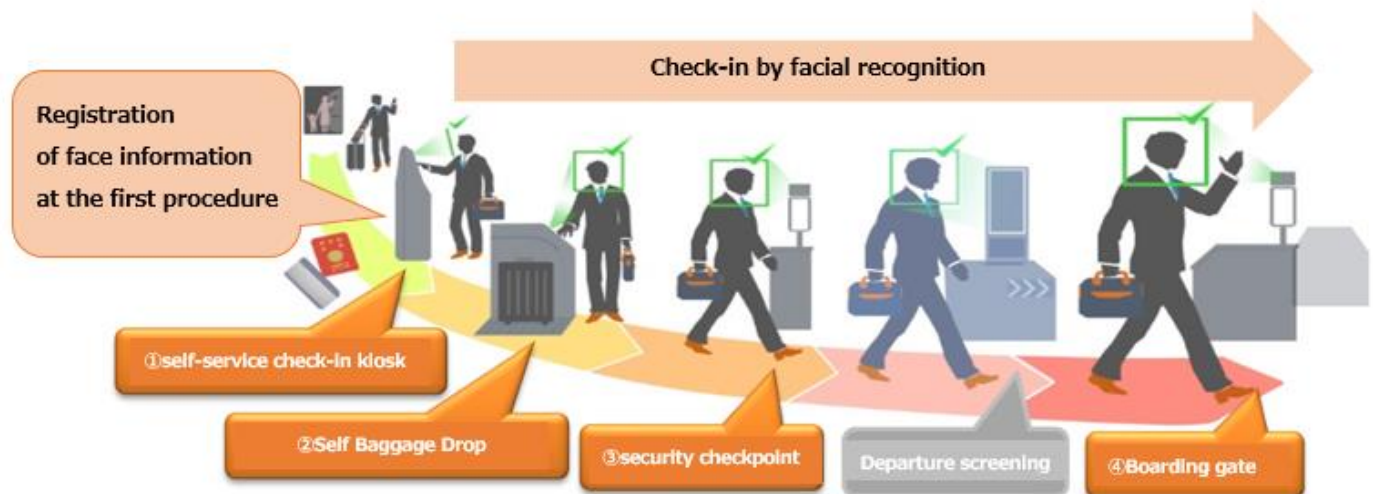 Check-in by facial recognition
Registration
of face information
at the first procedure
①self-service check-in kiosk
②Self Baggage Drop
③security checkpoint
Departure screening
④Boarding gate